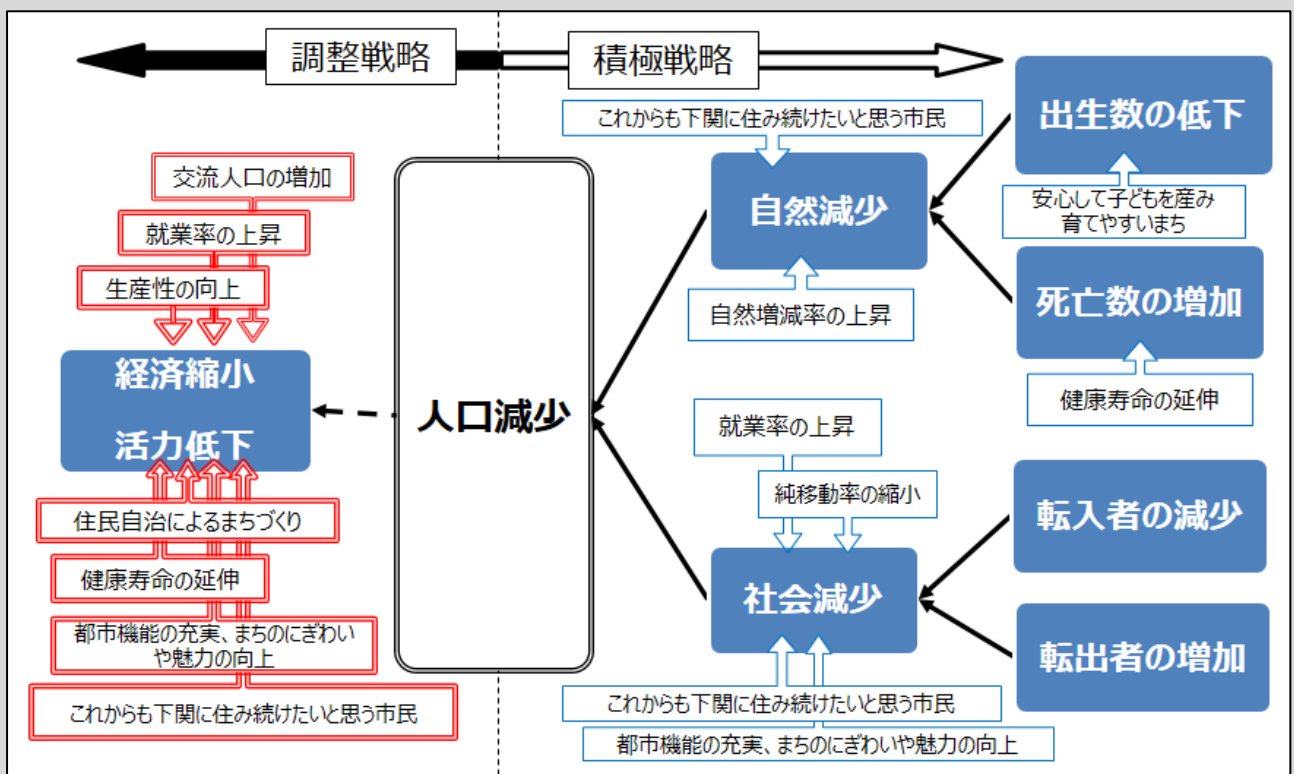 調整戦略
積極戦略
これからも下関に住み続けたいと思う市民
出生数の低下
安心して子どもを産み
育てやすいまち
自然減少
自然増減率の上昇
死亡数の増加
健康寿命の延伸
交流人口の増加
就業率の上昇
生産性の向上
経済縮小
活力低下
人口減少
住民自治によるまちづくり
健康寿命の延伸
都市機能の充実、まちのにぎわい
や魅力の向上
これからも下関に住み続けたいと思う市民
就業率の上昇
純移動率の縮小
社会減少
転入者の減少
転出者の増加
これからも下関に住み続けたいと思う市民
都市機能の充実、まちのにぎわいや魅力の向上